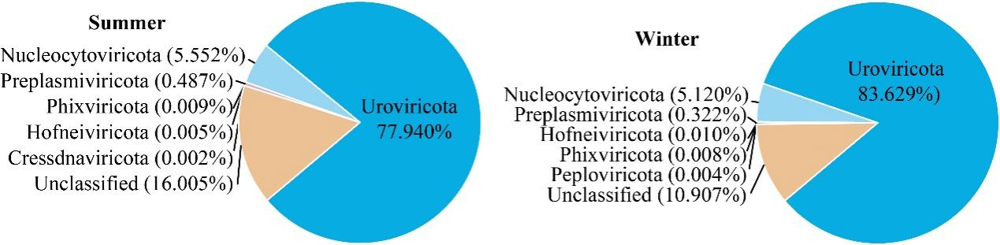 Summer
Nucleocytoviricota (5.552%)
Preplasmiviricota (0.487%)
Phixviricota (0.009%)
Hofneiviricota (0.005%)
Cressdnaviricota (0.002%)
Unclassified (16.005%)
Uroviricota
77.940%
Winter
Nucleocytoviricota (5.120%)
Preplasmiviricota (0.322%)
Hofneiviricota (0.010%)
Phixviricota (0.008%)
Peploviricota (0.004%)
Unclassified (10.907%)
Uroviricota
83.629%)